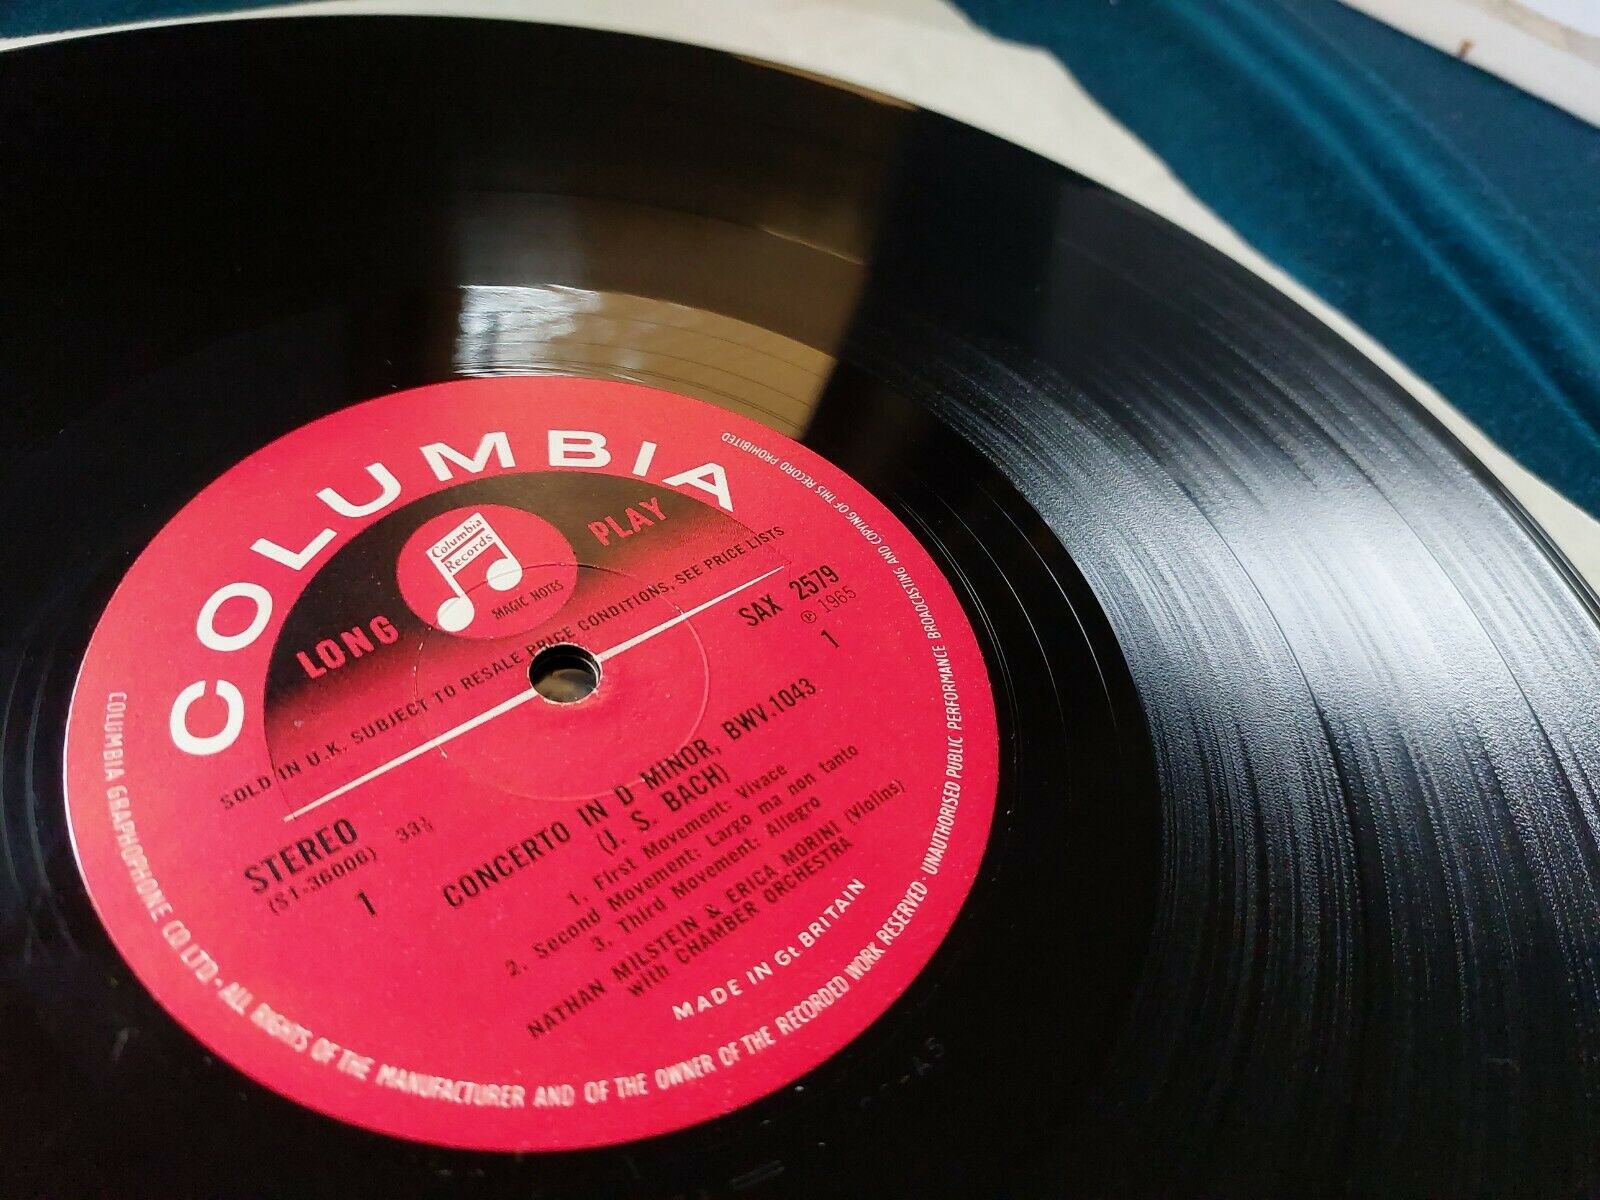 COLUMBIA
LONG PLAY
Columbia
Records
MAGIC NOTES
SOLD IN U.K. SUBJECT TO RESALE PRICE CONDITIONS, SEE PRICE LISTS
STEREO
(S1-36006) 33⅓
1
SAX 2579
℗ 1965
1
CONCERTO IN D MINOR, BWV.1043
(J. S. BACH)
1. First Movement: Vivace
2. Second Movement: Largo ma non tanto
3. Third Movement: Allegro
NATHAN MILSTEIN & ERICA MORINI (Violins)
with CHAMBER ORCHESTRA
MADE IN Gt BRITAIN
COLUMBIA GRAPHOPHONE CO. LTD · ALL RIGHTS OF THE MANUFACTURER AND OF THE OWNER OF THE RECORDED WORK RESERVED · UNAUTHORISED PUBLIC PERFORMANCE BROADCASTING AND COPYING OF THIS RECORD PROHIBITED